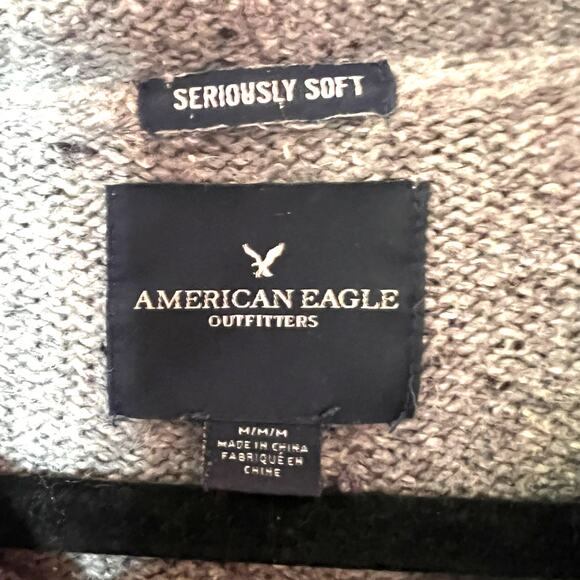 SERIOUSLY SOFT
AMERICAN EAGLE
OUTFITTERS
M/M/M
MADE IN CHINA
FABRIQUÉ EN
CHINE